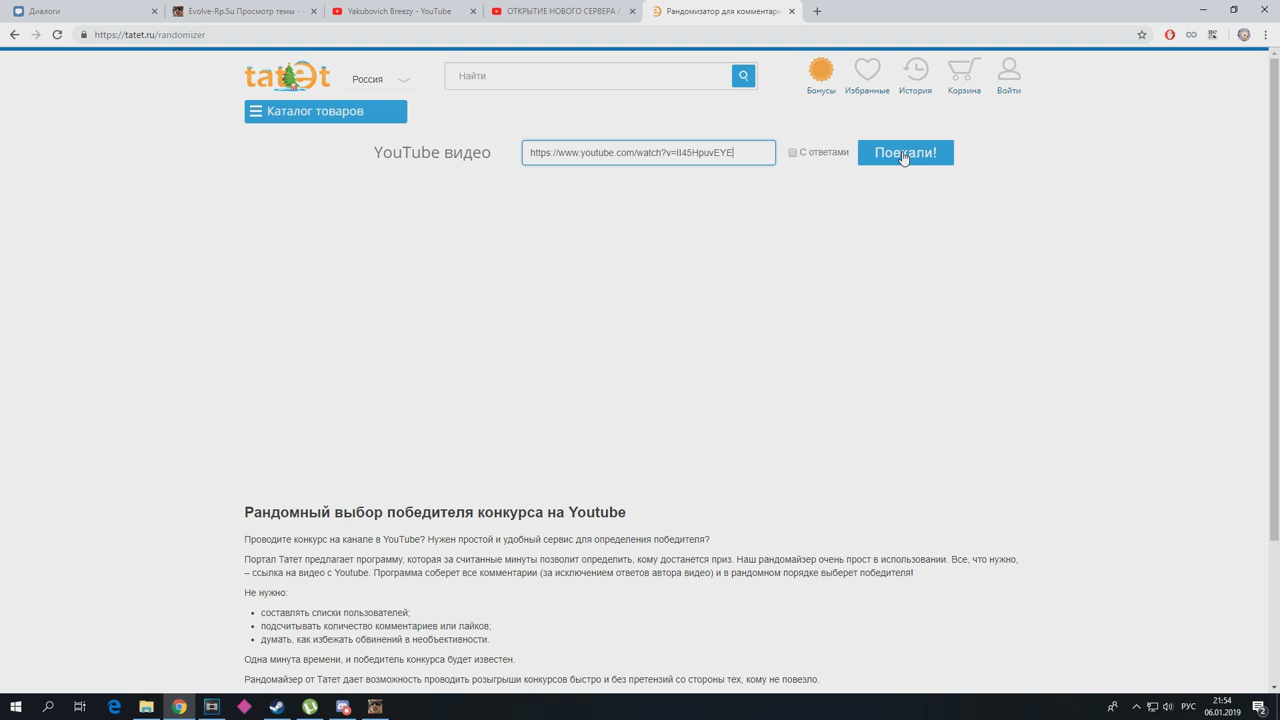 Диалоги
Evolve-Rp.Su Просмотр темы -
Yakubovich Breezy - YouTube
ОТКРЫТИЕ НОВОГО СЕРВЕРА /
Рандомизатор для комментари
https://tatet.ru/randomizer
татэт
Россия
Найти
Бонусы
Избранные
История
Корзина
Войти
Каталог товаров
YouTube видео
https://www.youtube.com/watch?v=II45HpuvEYE
С ответами
Поехали!
Рандомный выбор победителя конкурса на Youtube
Проводите конкурс на канале в YouTube? Нужен простой и удобный сервис для определения победителя?
Портал Татет предлагает программу, которая за считанные минуты позволит определить, кому достанется приз. Наш рандомайзер очень прост в использовании. Все, что нужно,
– ссылка на видео с Youtube. Программа соберет все комментарии (за исключением ответов автора видео) и в рандомном порядке выберет победителя!
Не нужно:
• составлять списки пользователей;
• подсчитывать количество комментариев или лайков;
• думать, как избежать обвинений в необъективности.
Одна минута времени, и победитель конкурса будет известен.
Рандомайзер от Татет дает возможность проводить розыгрыши конкурсов быстро и без претензий со стороны тех, кому не повезло.
РУС
21:54
06.01.2019
2